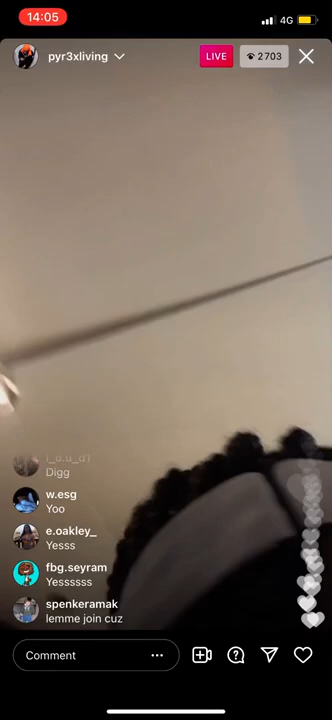 14:05
4G
pyr3xliving
LIVE
2703
Digg
w.esg
Yoo
e.oakley_
Yesss
fbg.seyram
Yessssss
spenkeramak
lemme join cuz
Comment